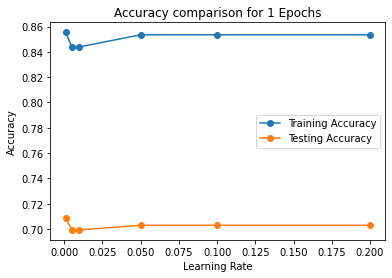 Accuracy comparison for 1 Epochs
0.86
0.84
0.82
0.80
0.78
0.76
0.74
0.72
0.70
Accuracy
Training Accuracy
Testing Accuracy
0.000 0.025 0.050 0.075 0.100 0.125 0.150 0.175 0.200
Learning Rate